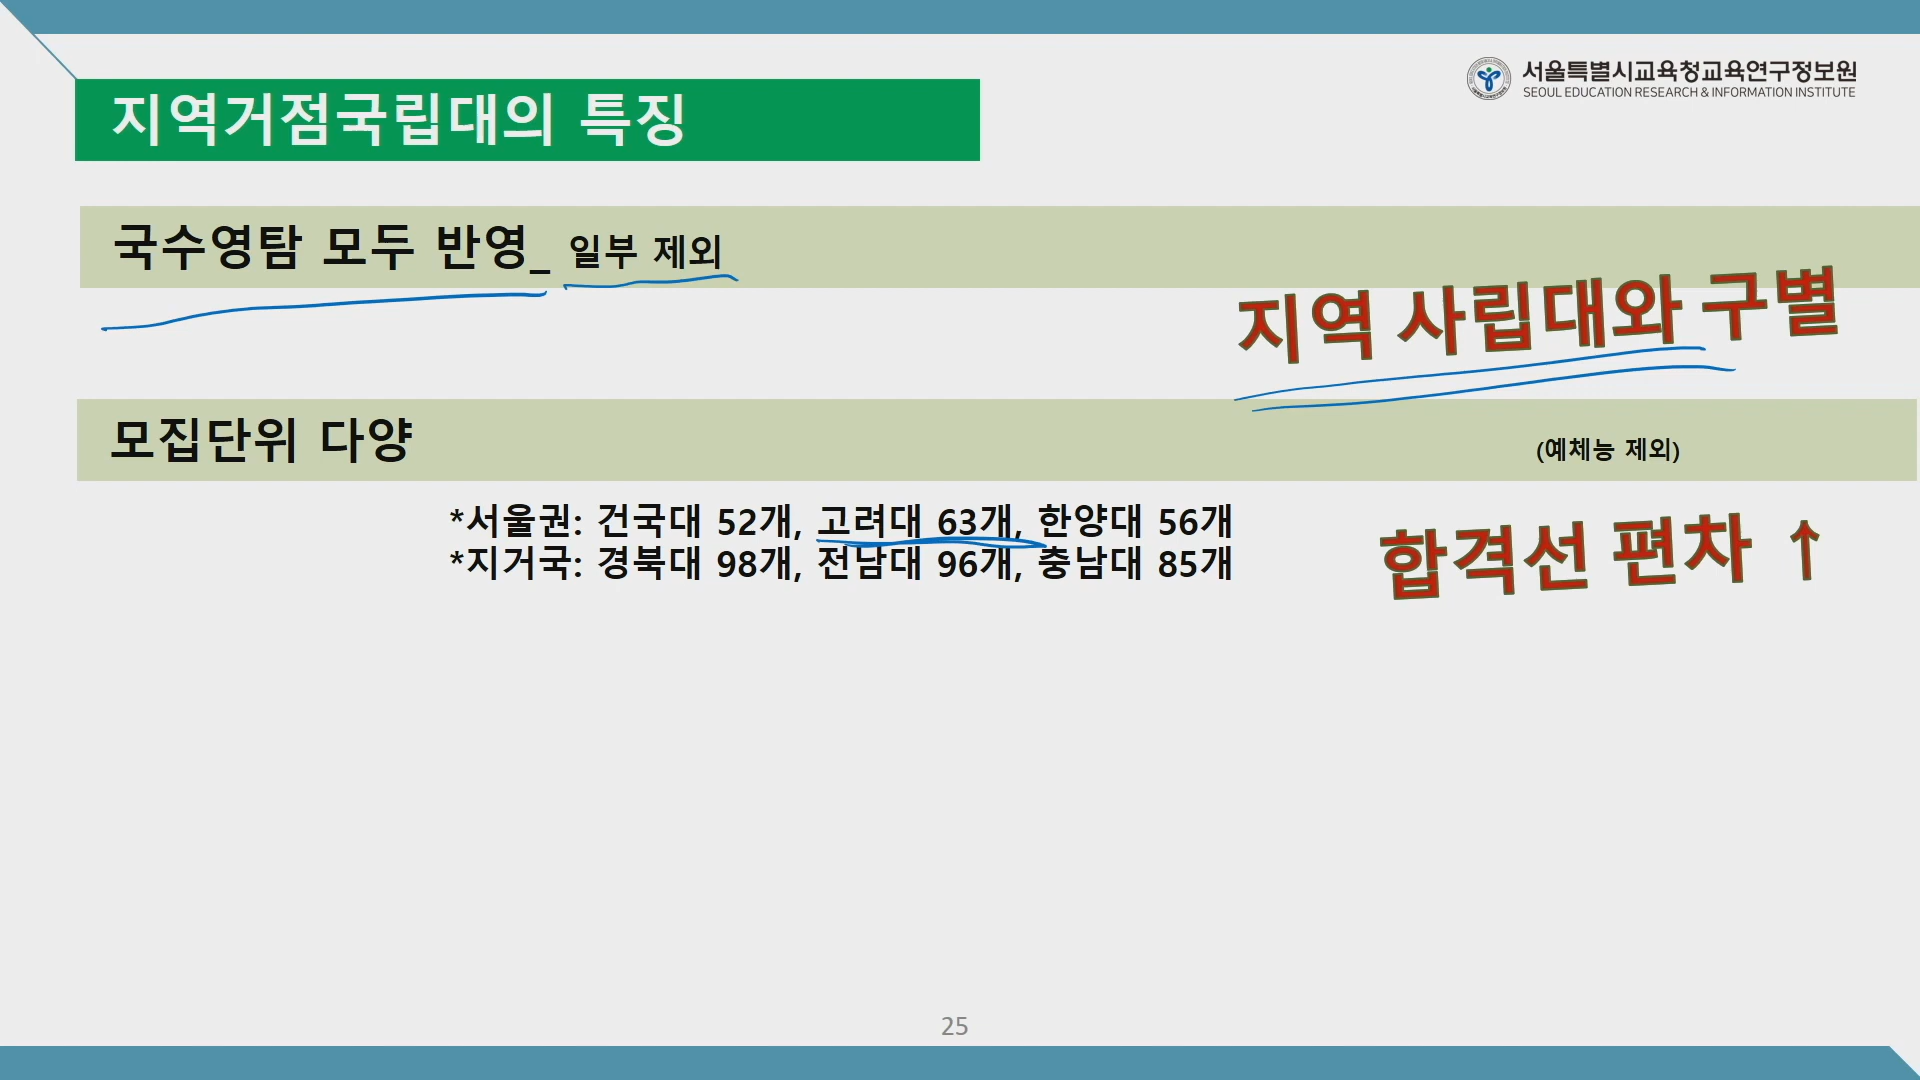 서울특별시교육청교육연구정보원
SEOUL EDUCATION RESEARCH & INFORMATION INSTITUTE
지역거점국립대의 특징
국수영탐 모두 반영_ 일부 제외
지역 사립대와 구별
모집단위 다양
(예체능 제외)
*서울권: 건국대 52개, 고려대 63개, 한양대 56개
*지거국: 경북대 98개, 전남대 96개, 충남대 85개
합격선 편차 ↑
25